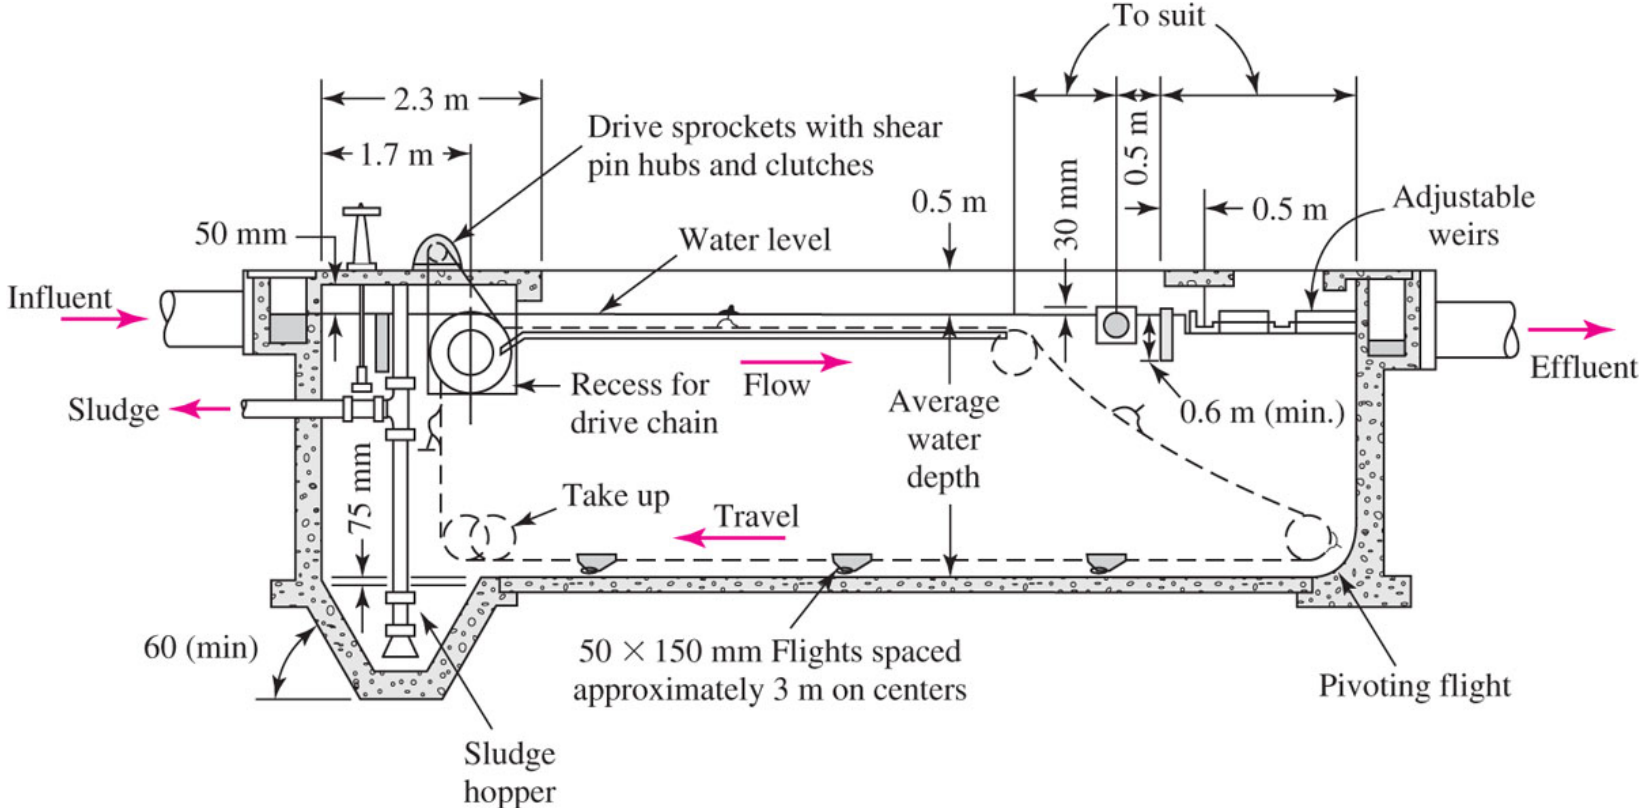 To suit
2.3 m
Drive sprockets with shear
pin hubs and clutches
1.7 m
0.5 m
30 mm
0.5 m
0.5 m
Adjustable
weirs
50 mm
Water level
Influent
Effluent
Sludge
Recess for
drive chain
Flow
Average
water
depth
0.6 m (min.)
75 mm
Take up
Travel
60 (min)
50 × 150 mm Flights spaced
approximately 3 m on centers
Pivoting flight
Sludge
hopper